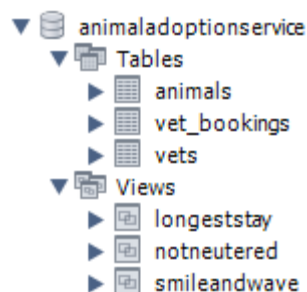 animaladoptionservice
Tables
animals
vet_bookings
vets
Views
longeststay
notneutered
smileandwave